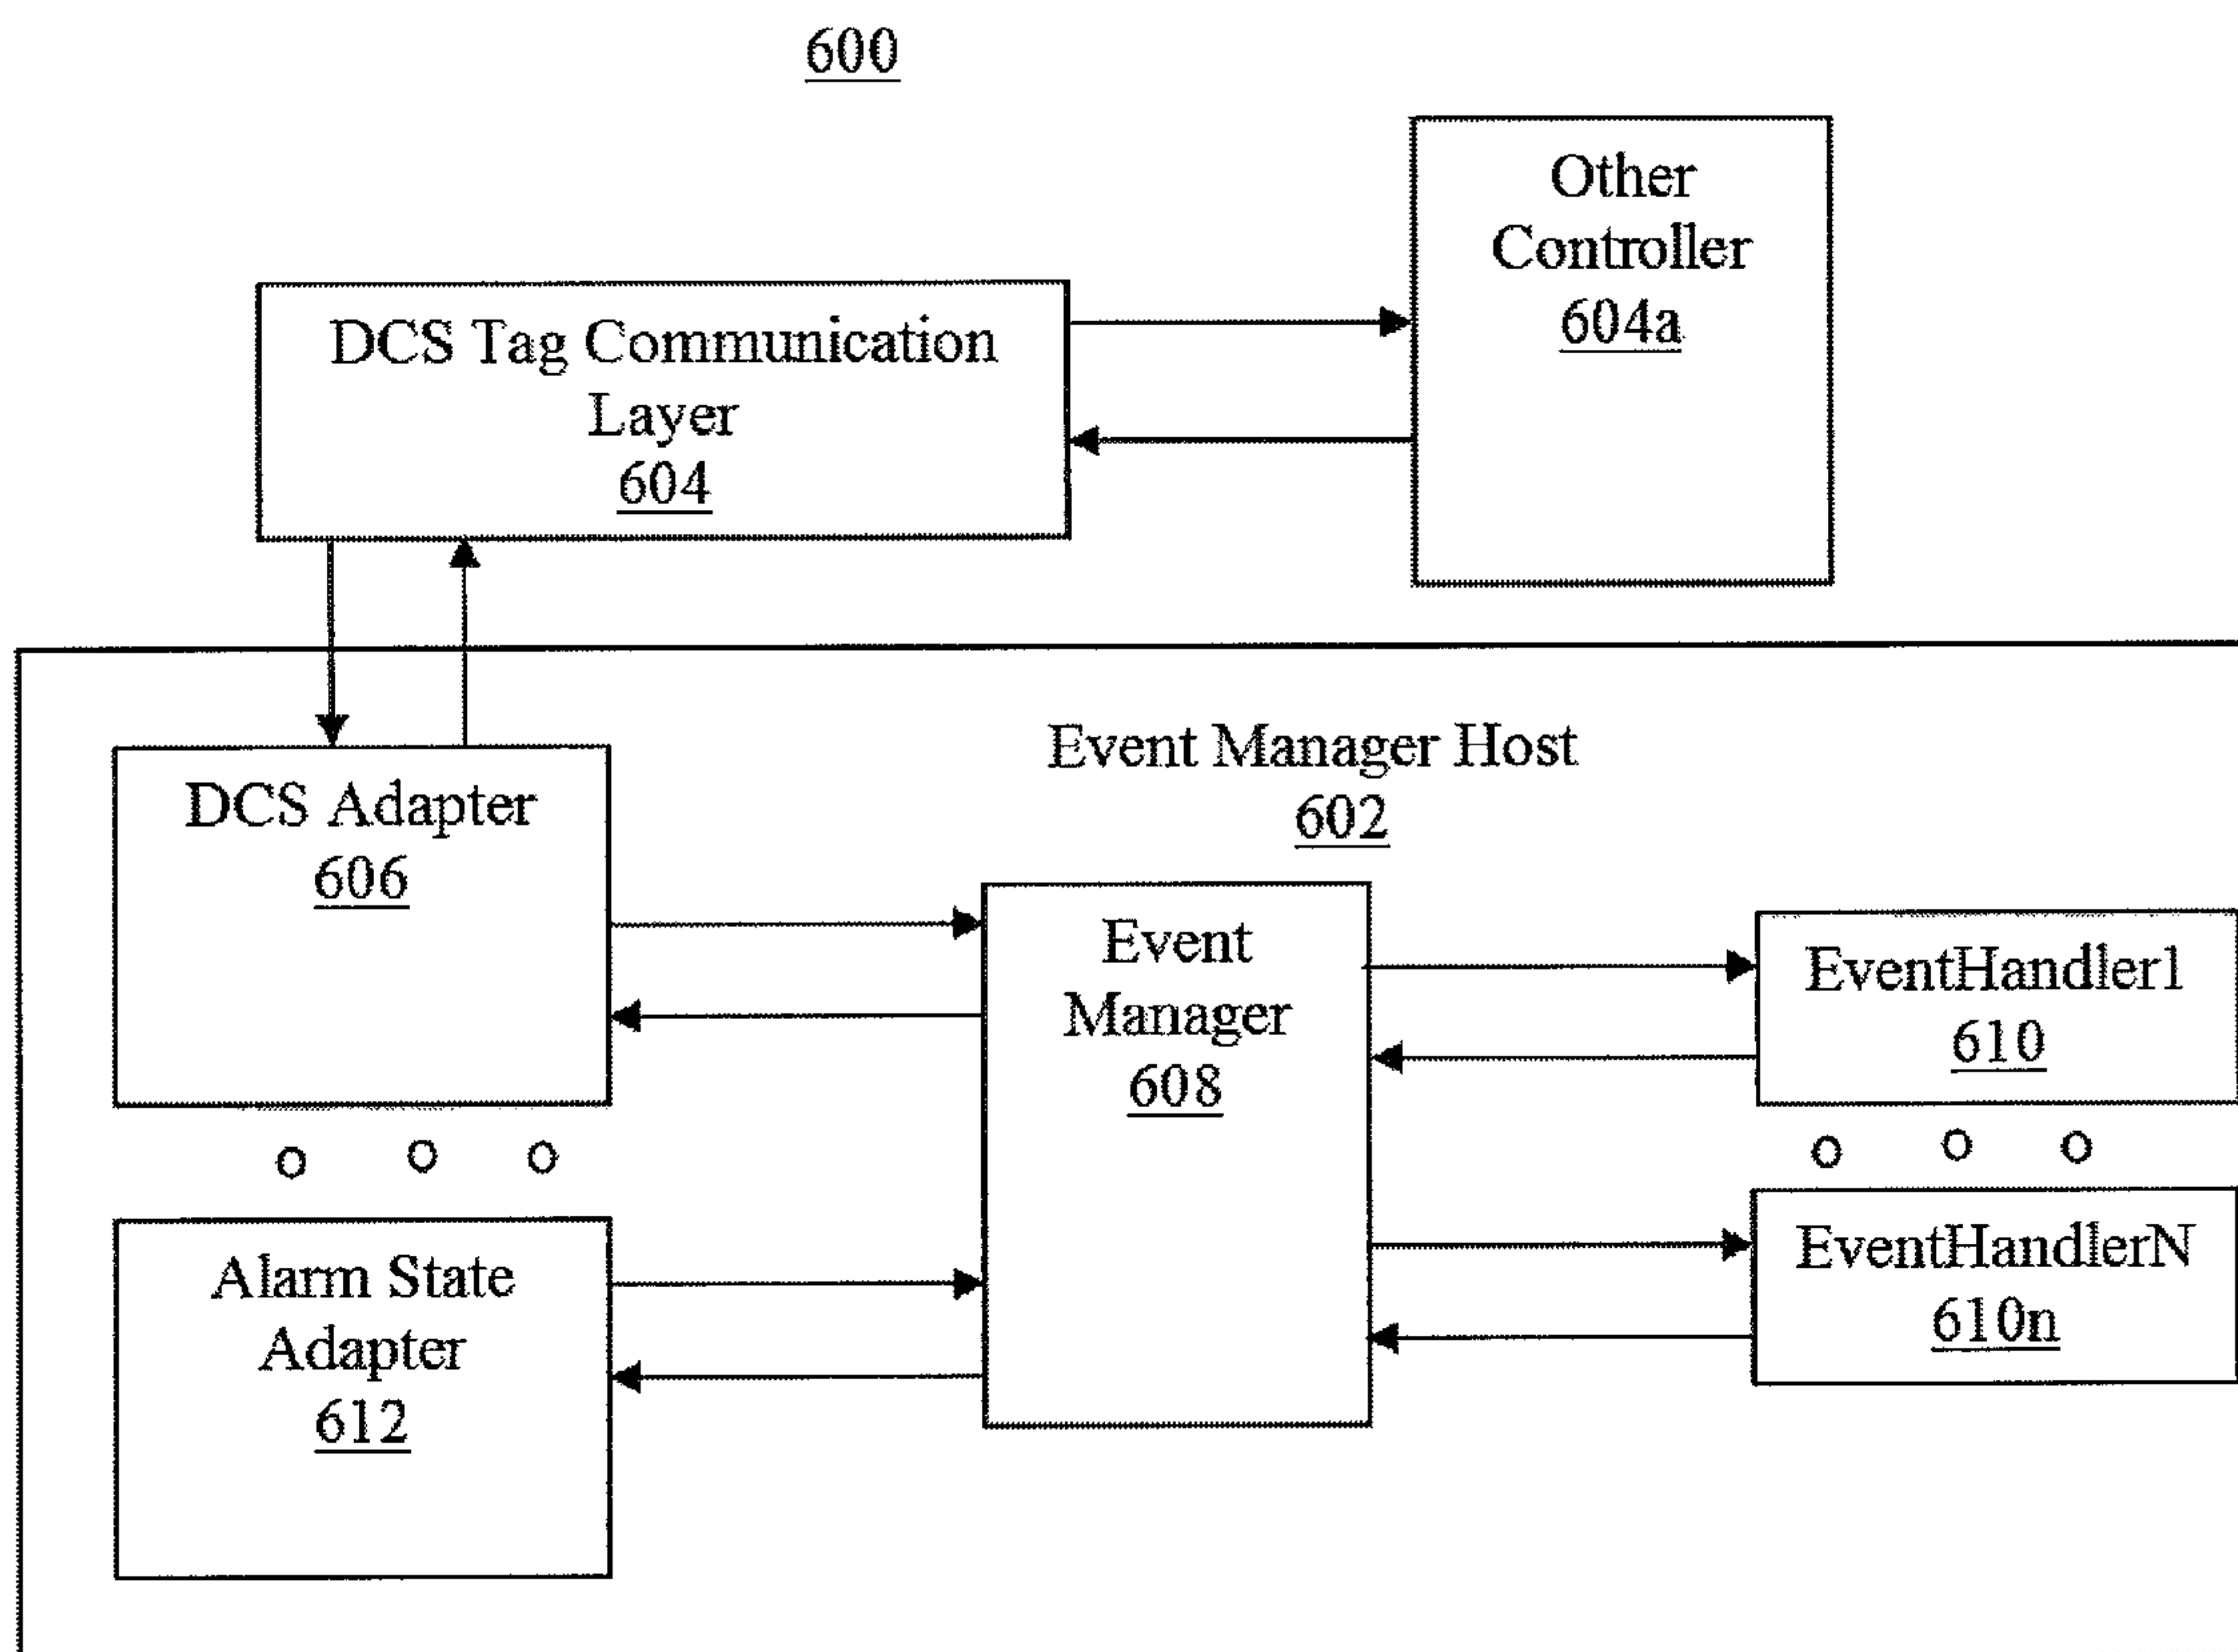 600
Other
Controller
604a
DCS Tag Communication
Layer
604
Event Manager Host
602
DCS Adapter
606
Event
Manager
608
EventHandler1
610
Alarm State
Adapter
612
EventHandlerN
610n